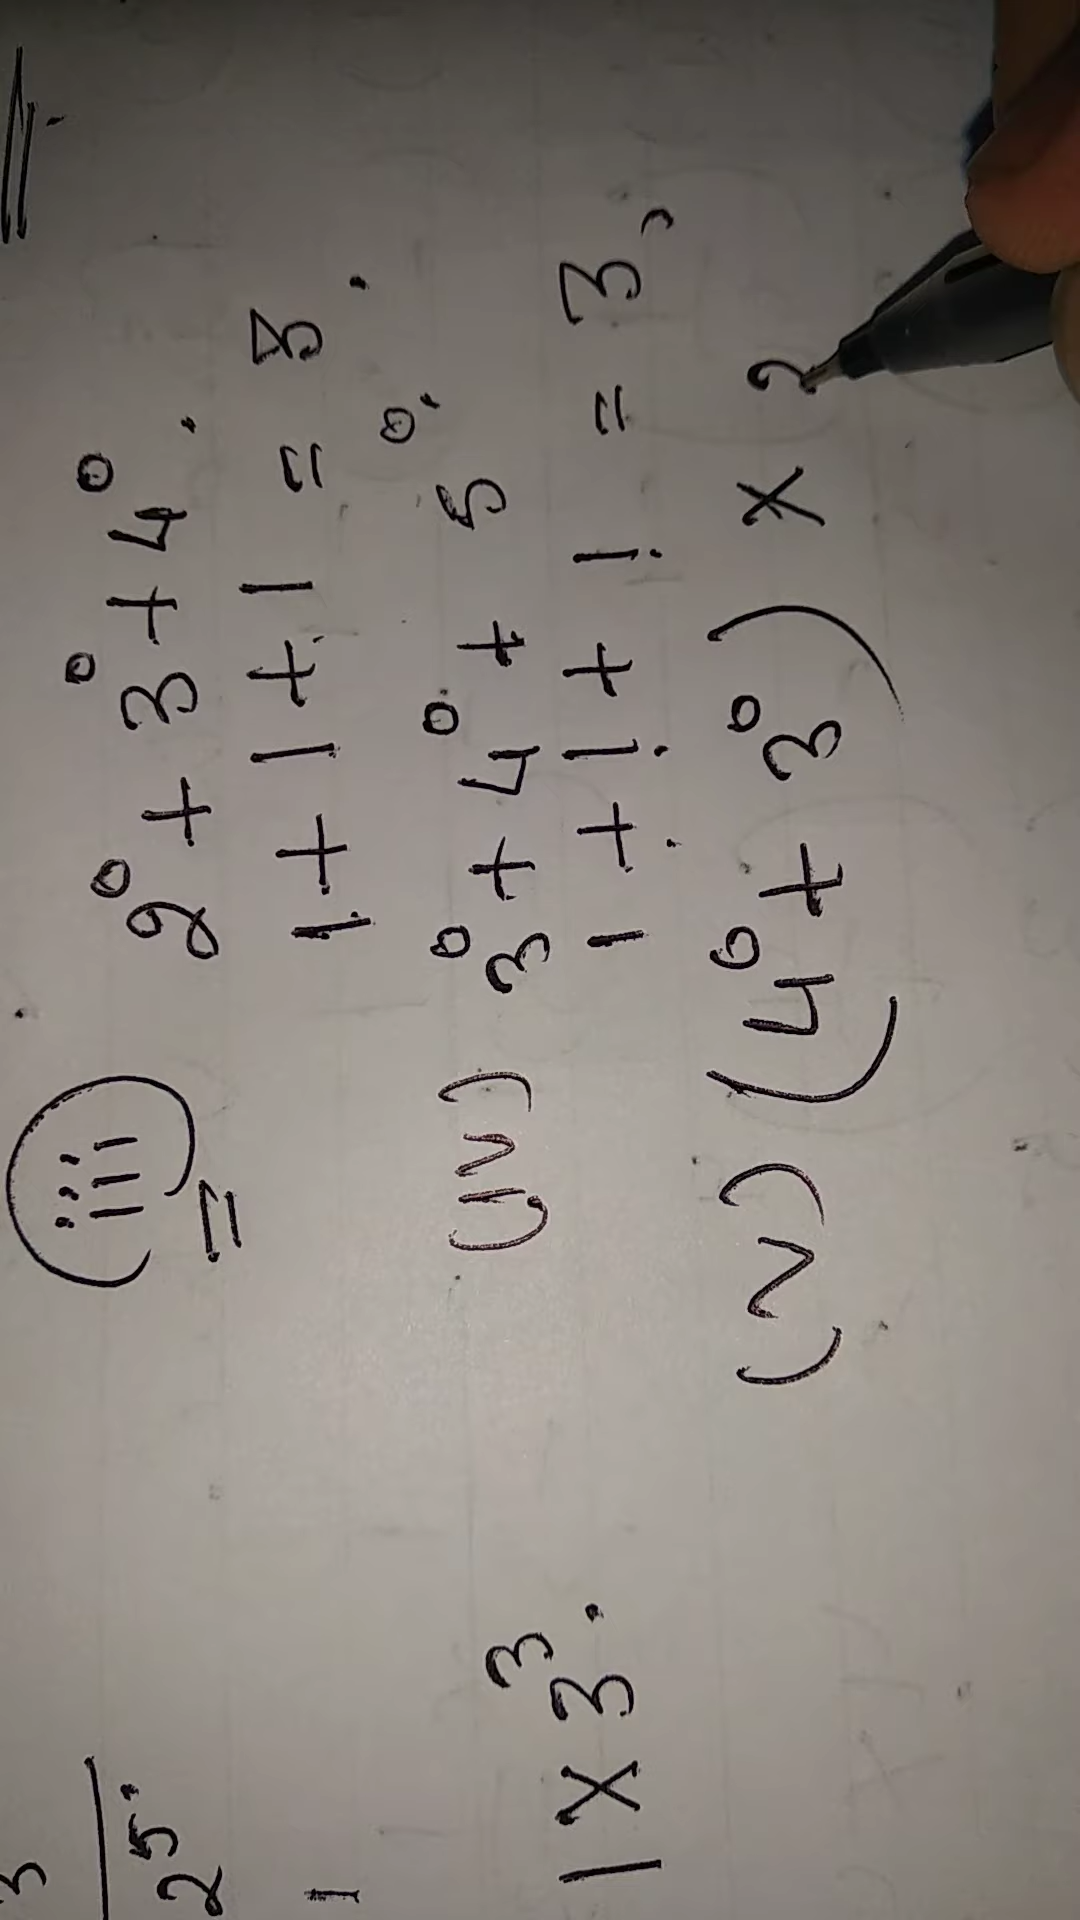 (iii) 2⁰ + 3⁰ + 4⁰.
= 1 + 1 + 1 = 3.
(iv) 3⁰ + 4⁰ + 5⁰.
1 + 1 + 1 = 3,
(v) (4⁰ + 3⁰) ×
2⁵.
1
1 × 3³.